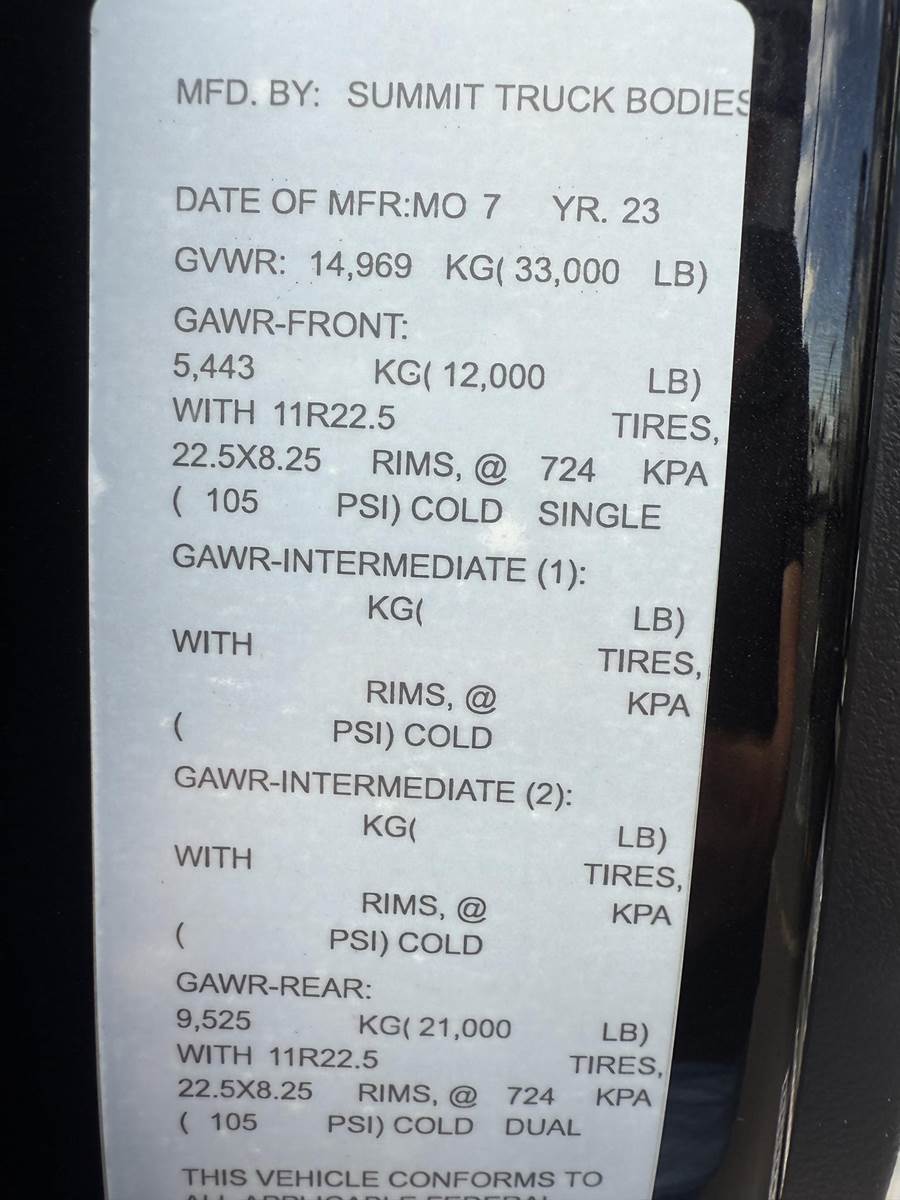 MFD. BY: SUMMIT TRUCK BODIES
DATE OF MFR:MO 7 YR. 23
GVWR: 14,969 KG( 33,000 LB)
GAWR-FRONT:
5,443 KG( 12,000 LB)
WITH 11R22.5 TIRES,
22.5X8.25 RIMS, @ 724 KPA
( 105 PSI) COLD SINGLE
GAWR-INTERMEDIATE (1):
KG( LB)
WITH TIRES,
RIMS, @ KPA
( PSI) COLD
GAWR-INTERMEDIATE (2):
KG( LB)
WITH TIRES,
RIMS, @ KPA
( PSI) COLD
GAWR-REAR:
9,525 KG( 21,000 LB)
WITH 11R22.5 TIRES,
22.5X8.25 RIMS, @ 724 KPA
( 105 PSI) COLD DUAL
THIS VEHICLE CONFORMS TO
ALL APPLICABLE FEDERAL